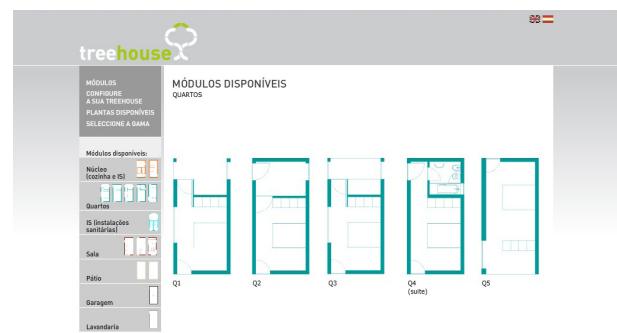 treehouse
MÓDULOS
CONFIGURE
A SUA TREEHOUSE
PLANTAS DISPONÍVEIS
SELECCIONE A GAMA
Módulos disponíveis:
Núcleo
(cozinha e IS)
Quartos
IS (instalações
sanitárias)
Sala
Pátio
Garagem
Lavandaria
MÓDULOS DISPONÍVEIS
QUARTOS
Q1
Q2
Q3
Q4
(suite)
Q5